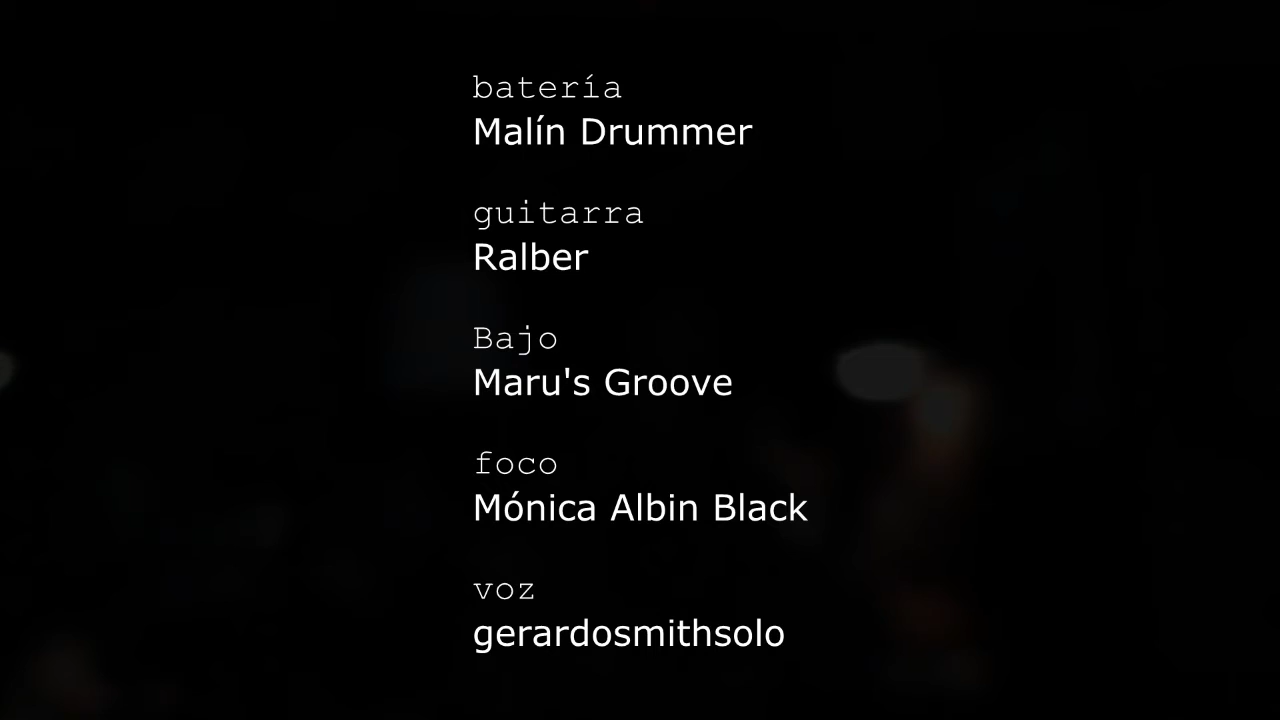 batería
Malín Drummer
guitarra
Ralber
Bajo
Maru's Groove
foco
Mónica Albin Black
voz
gerardosmithsolo